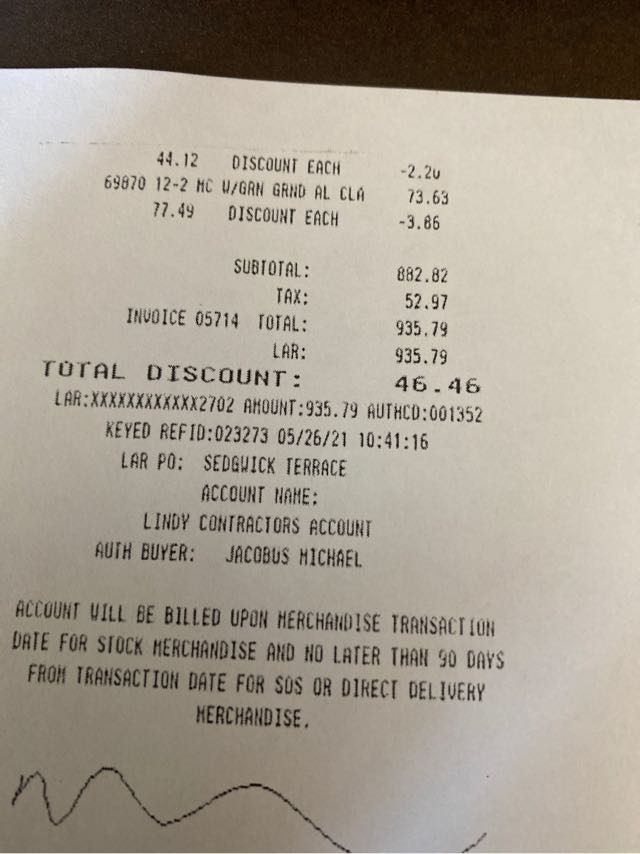 44.12 DISCOUNT EACH -2.20
69870 12-2 MC W/GRN GRND AL CLA 73.63
77.49 DISCOUNT EACH -3.86
SUBTOTAL: 882.82
TAX: 52.97
INVOICE 05714 TOTAL: 935.79
LAR: 935.79
TOTAL DISCOUNT: 46.46
LAR:XXXXXXXXXXXX2702 AMOUNT:935.79 AUTHCD:001352
KEYED REFID:023273 05/26/21 10:41:16
LAR PO: SEDGWICK TERRACE
ACCOUNT NAME:
LINDY CONTRACTORS ACCOUNT
AUTH BUYER: JACOBUS MICHAEL
ACCOUNT WILL BE BILLED UPON MERCHANDISE TRANSACTION
DATE FOR STOCK MERCHANDISE AND NO LATER THAN 90 DAYS
FROM TRANSACTION DATE FOR SOS OR DIRECT DELIVERY
MERCHANDISE.